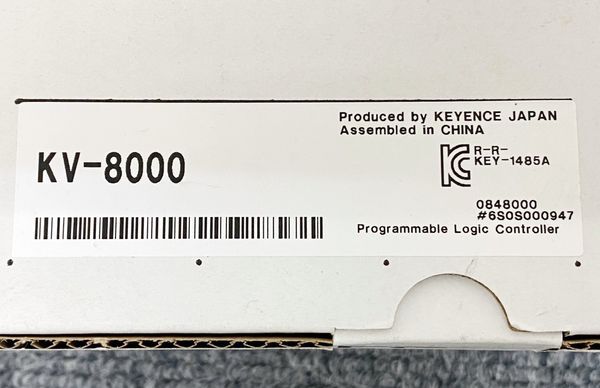 Produced by KEYENCE JAPAN
Assembled in CHINA
KV-8000
R-R-
KEY-1485A
0848000
#6S0S000947
Programmable Logic Controller